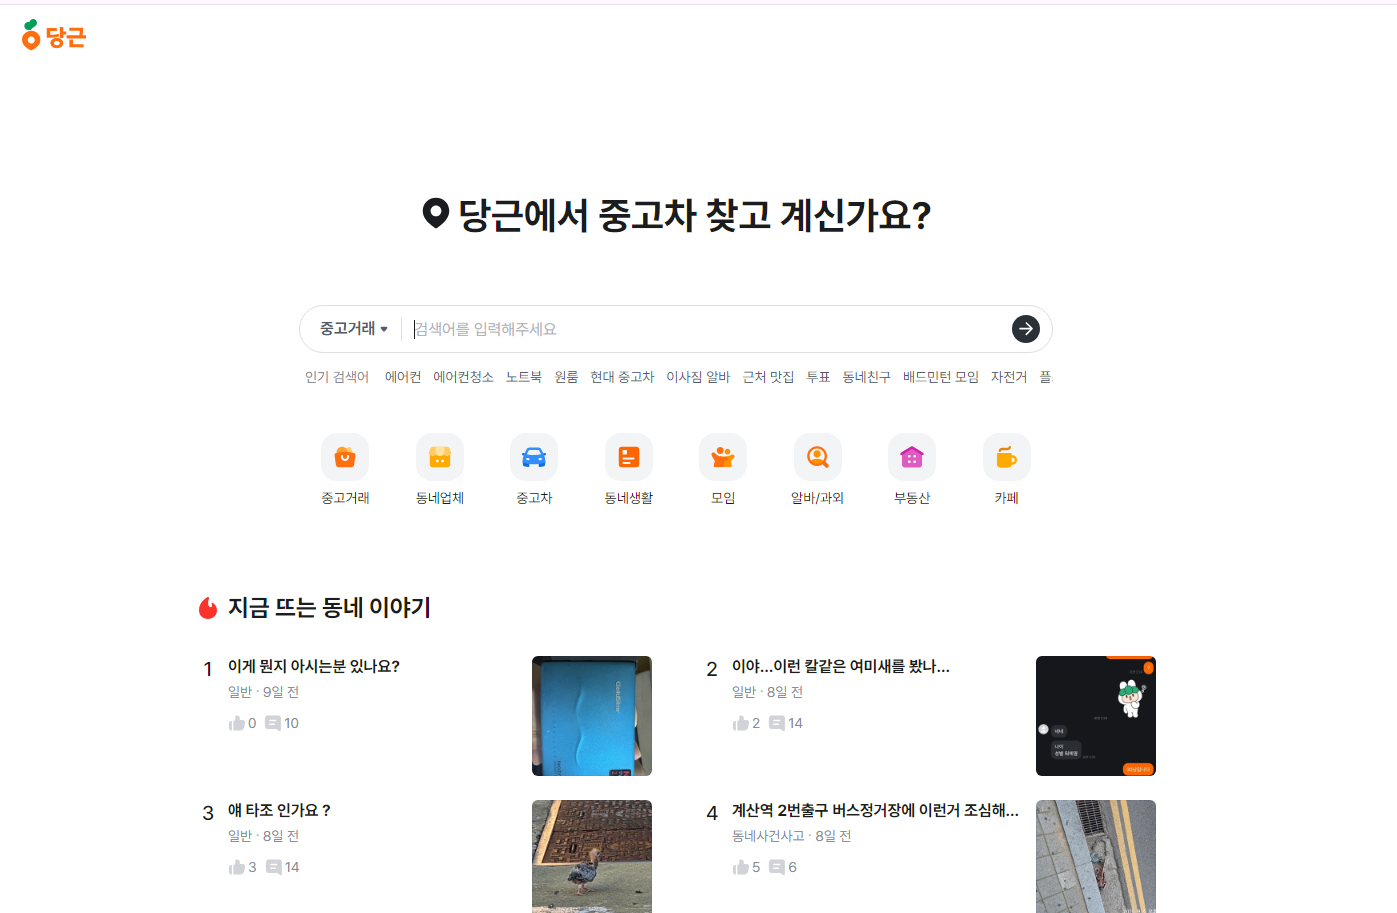 당근
당근에서 중고차 찾고 계신가요?
중고거래
검색어를 입력해주세요
인기 검색어 에어컨 에어컨청소 노트북 원룸 현대 중고차 이사짐 알바 근처 맛집 투표 동네친구 배드민턴 모임 자전거 플
중고거래 동네업체 중고차 동네생활 모임 알바/과외 부동산 카페
지금 뜨는 동네 이야기
1 이게 뭔지 아시는분 있나요?
일반 · 9일 전
0 10
2 이야...이런 칼같은 여미새를 봤나...
일반 · 8일 전
2 14
3 얘 타조 인가요 ?
일반 · 8일 전
3 14
4 계산역 2번출구 버스정거장에 이런거 조심해...
동네사건사고 · 8일 전
5 6